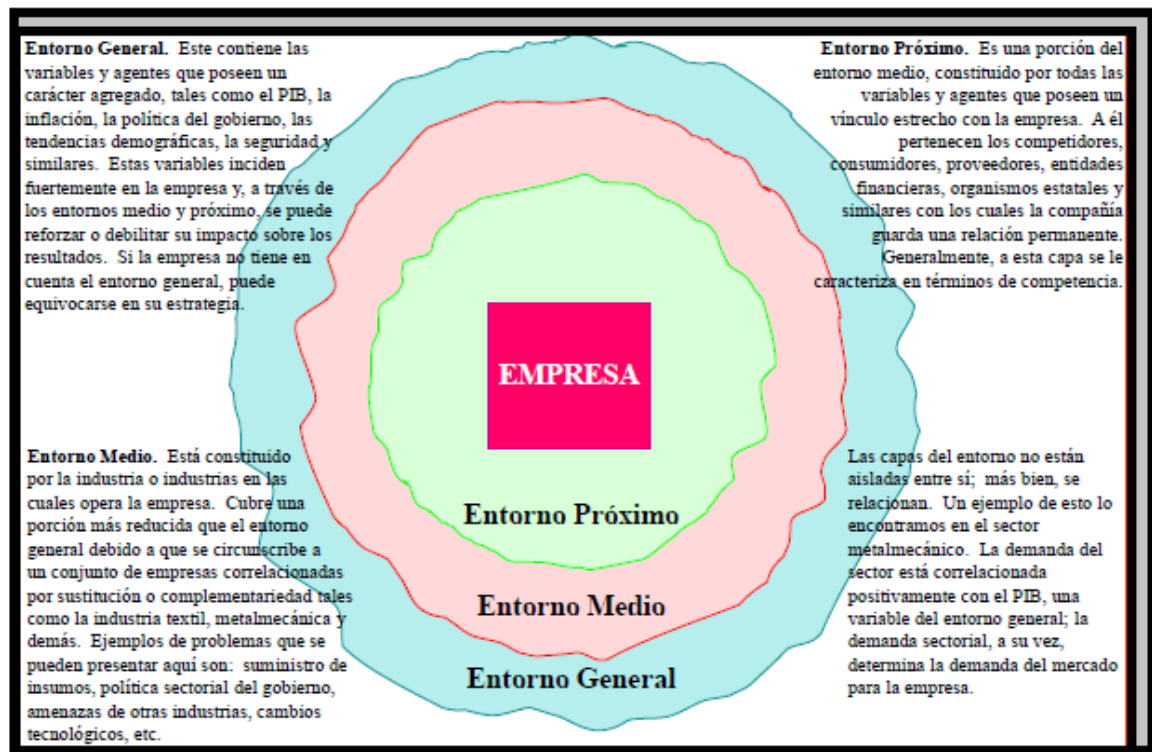 Entorno General. Este contiene las
variables y agentes que poseen un
carácter agregado, tales como el PIB, la
inflación, la política del gobierno, las
tendencias demográficas, la seguridad y
similares. Estas variables inciden
fuertemente en la empresa y, a través de
los entornos medio y próximo, se puede
reforzar o debilitar su impacto sobre los
resultados. Si la empresa no tiene en
cuenta el entorno general, puede
equivocarse en su estrategia.
Entorno Próximo. Es una porción del
entorno medio, constituido por todas las
variables y agentes que poseen un
vínculo estrecho con la empresa. A él
pertenecen los competidores,
consumidores, proveedores, entidades
financieras, organismos estatales y
similares con los cuales la compañía
guarda una relación permanente.
Generalmente, a esta capa se le
caracteriza en términos de competencia.
EMPRESA
Entorno Próximo
Entorno Medio
Entorno General
Entorno Medio. Está constituido
por la industria o industrias en las
cuales opera la empresa. Cubre una
porción más reducida que el entorno
general debido a que se circunscribe a
un conjunto de empresas correlacionadas
por sustitución o complementariedad tales
como la industria textil, metalmecánica y
demás. Ejemplos de problemas que se
pueden presentar aquí son: suministro de
insumos, política sectorial del gobierno,
amenazas de otras industrias, cambios
tecnológicos, etc.
Las capas del entorno no están
aisladas entre sí; más bien, se
relacionan. Un ejemplo de esto lo
encontramos en el sector
metalmecánico. La demanda del
sector está correlacionada
positivamente con el PIB, una
variable del entorno general; la
demanda sectorial, a su vez,
determina la demanda del mercado
para la empresa.